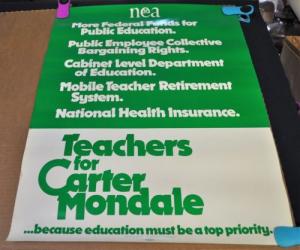 nea
More Federal Funds for
Public Education.
Public Employee Collective
Bargaining Rights.
Cabinet Level Department
of Education.
Mobile Teacher Retirement
System.
National Health Insurance.
Teachers
for
Carter
Mondale
...because education must be a top priority.